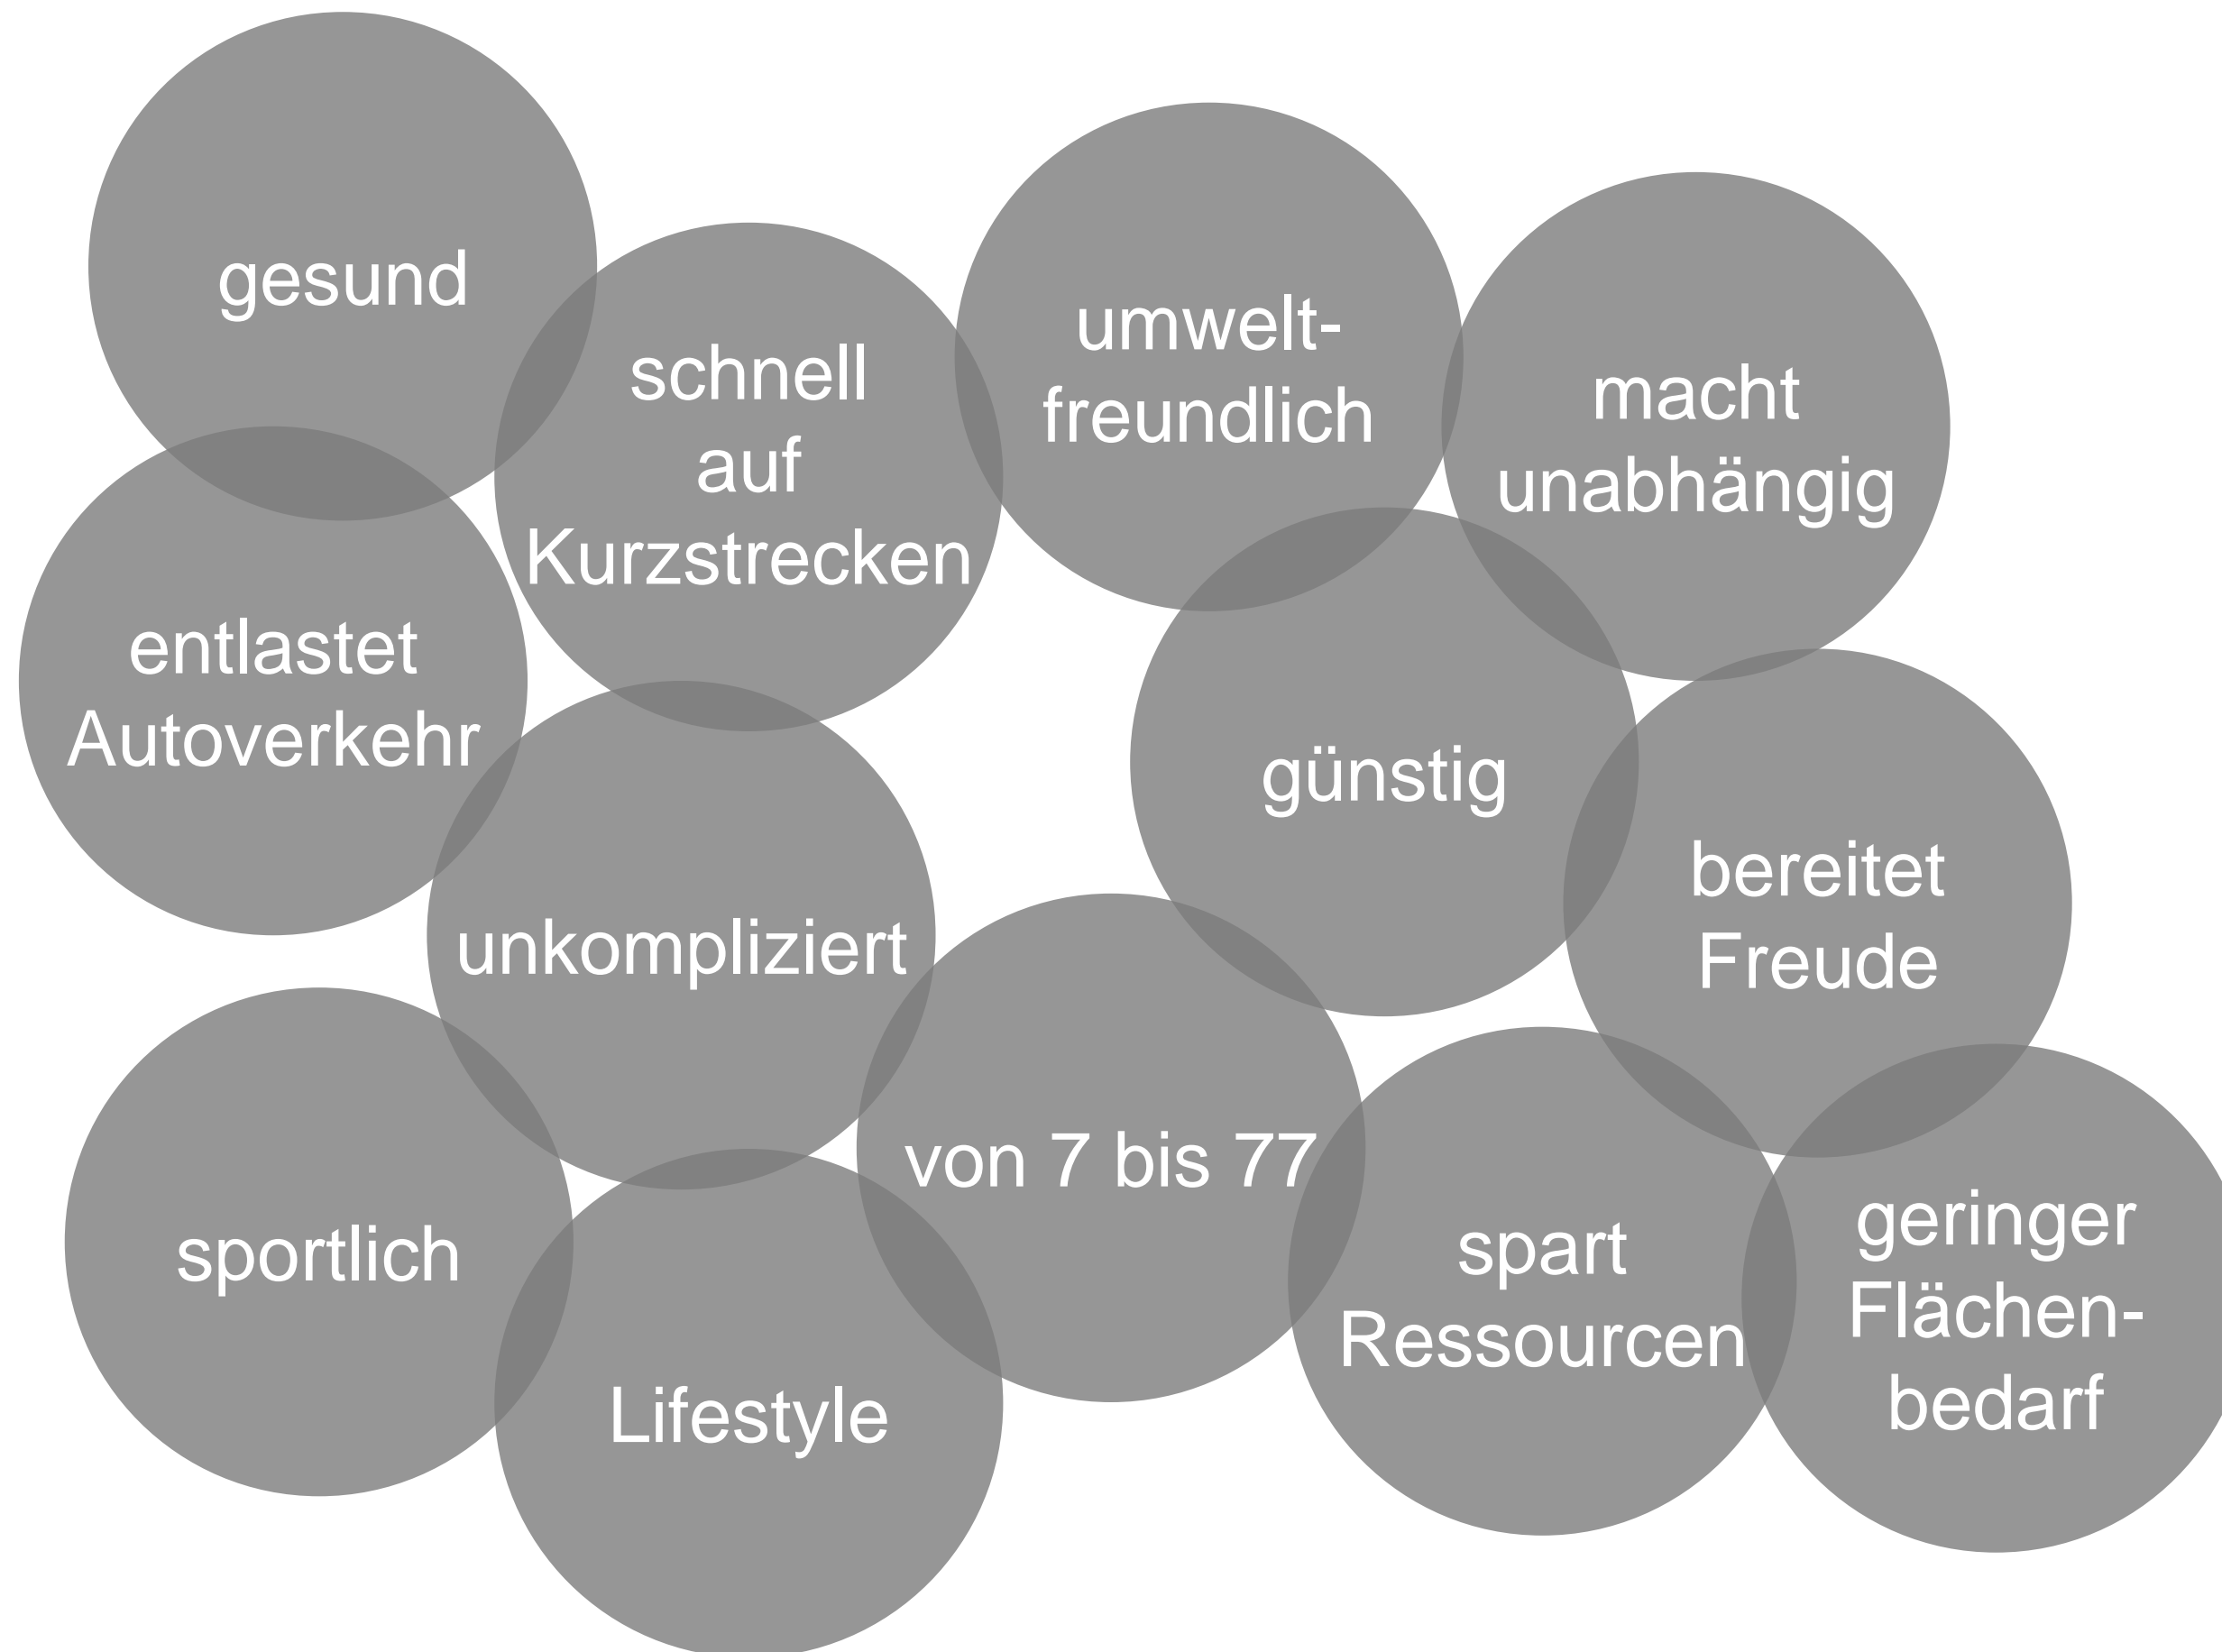 gesund
schnell
auf
Kurzstrecken
umwelt-
freundlich
macht
unabhängig
entlastet
Autoverkehr
günstig
bereitet
Freude
unkompliziert
von 7 bis 77
sportlich
Lifestyle
spart
Ressourcen
geringer
Flächen-
bedarf